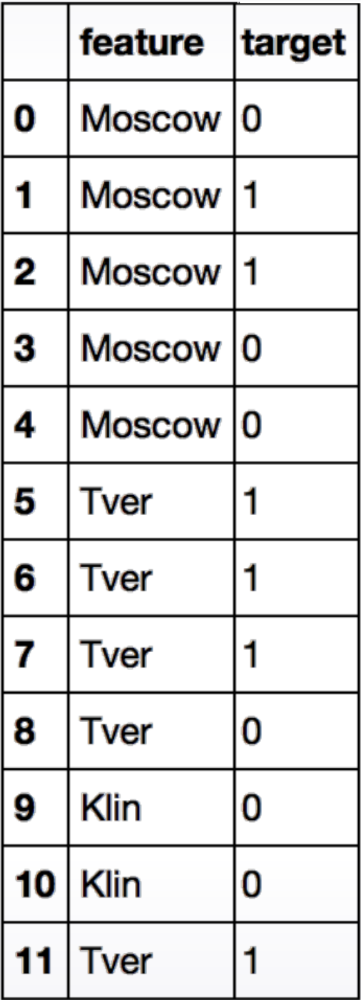 feature target
0 Moscow 0
1 Moscow 1
2 Moscow 1
3 Moscow 0
4 Moscow 0
5 Tver 1
6 Tver 1
7 Tver 1
8 Tver 0
9 Klin 0
10 Klin 0
11 Tver 1